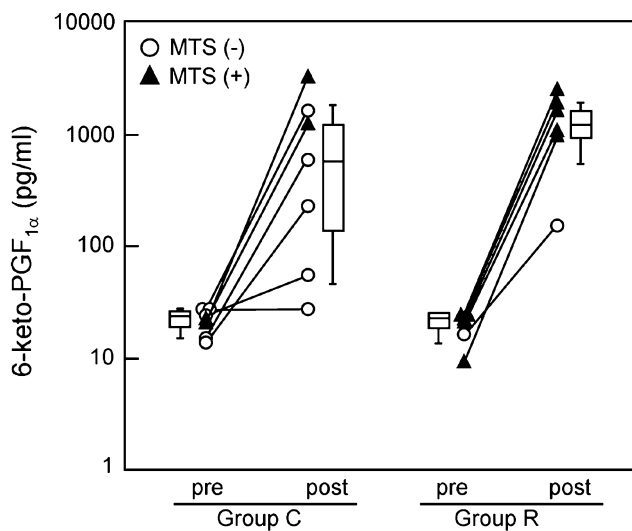 10000
1000
100
10
1
6-keto-PGF1α (pg/ml)
MTS (-)
MTS (+)
pre post pre post
Group C Group R